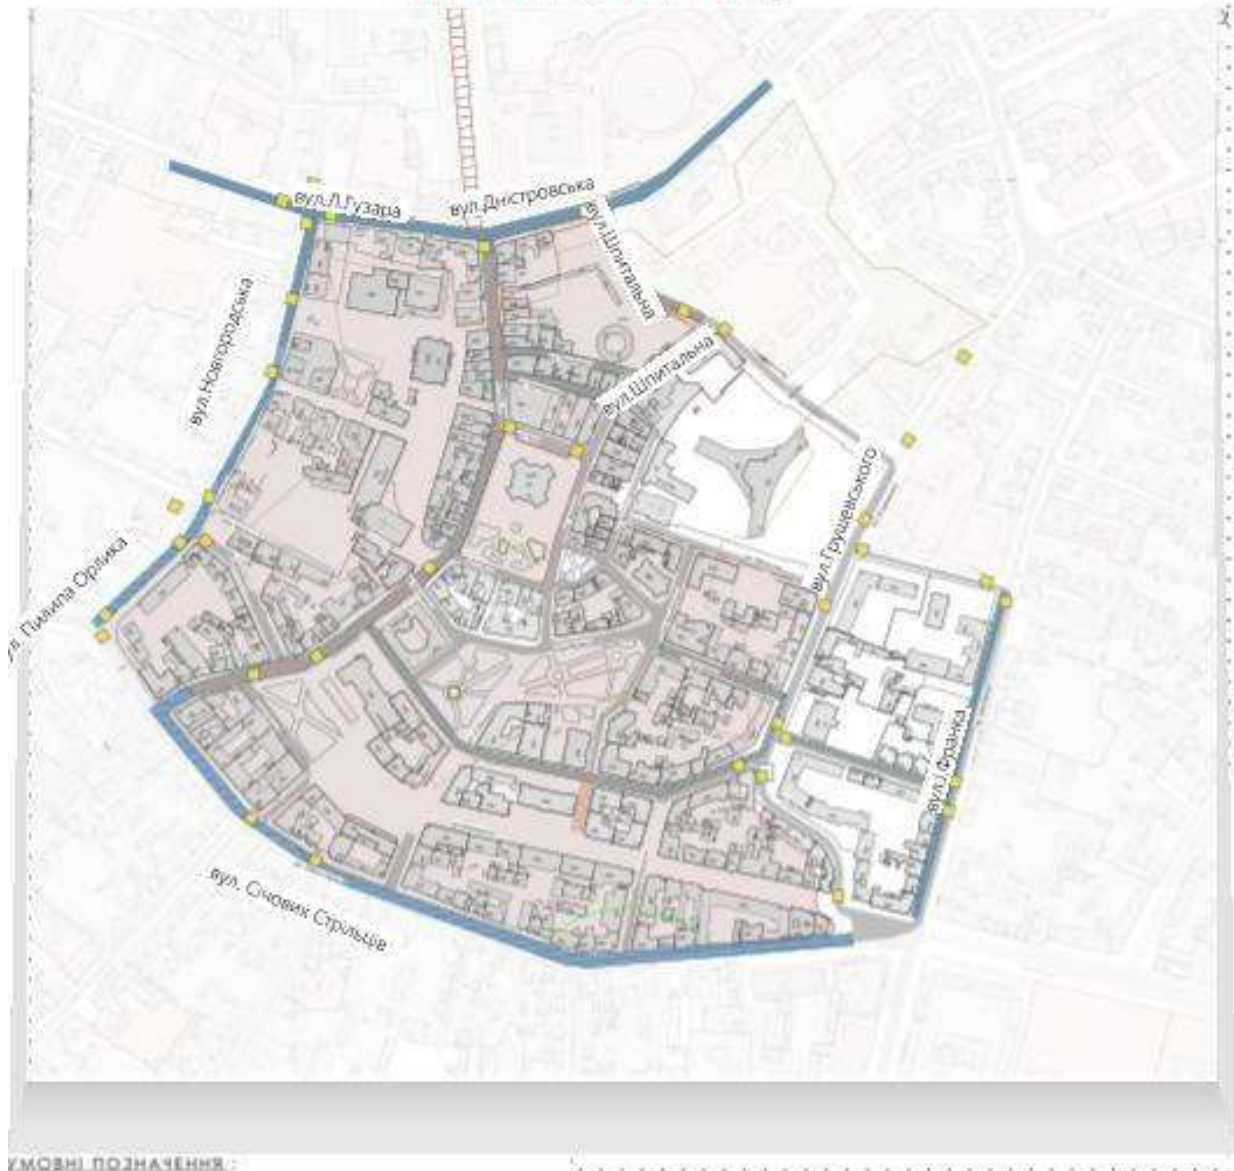 вул.Л.Гузара
вул.Дністровська
вул.Шпитальна
вул.Новгородська
вул.Шпитальна
вул.Грушевського
ул. Пилипа Орлика
вул.І.Франка
вул. Січових Стрільців
УМОВНІ ПОЗНАЧЕННЯ :